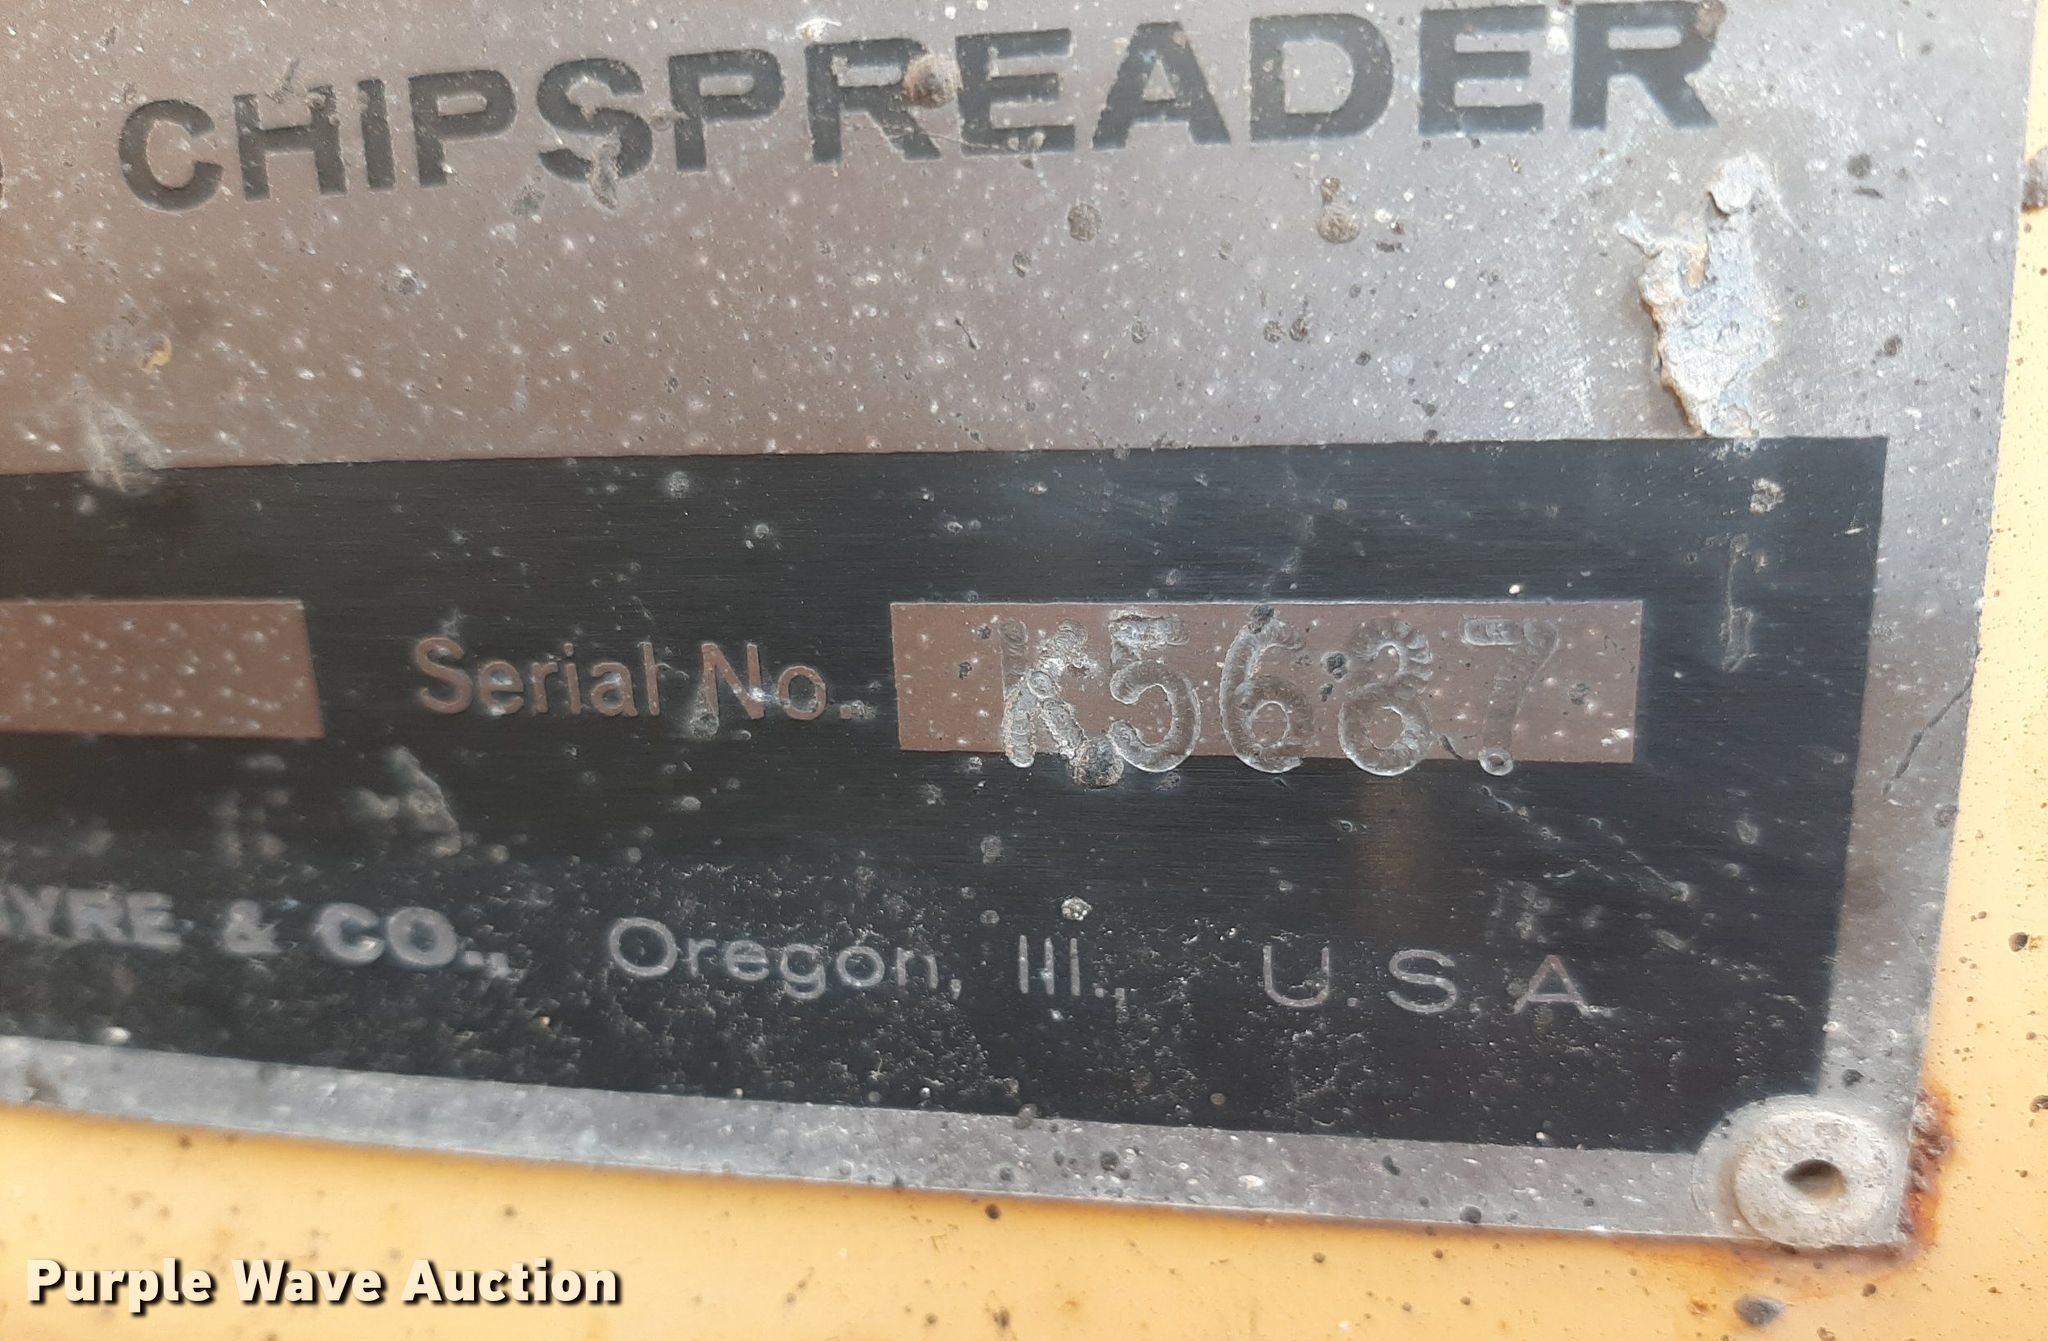 CHIPSPREADER
Serial No. K5687
& CO., Oregon, Ill., U.S.A
Purple Wave Auction